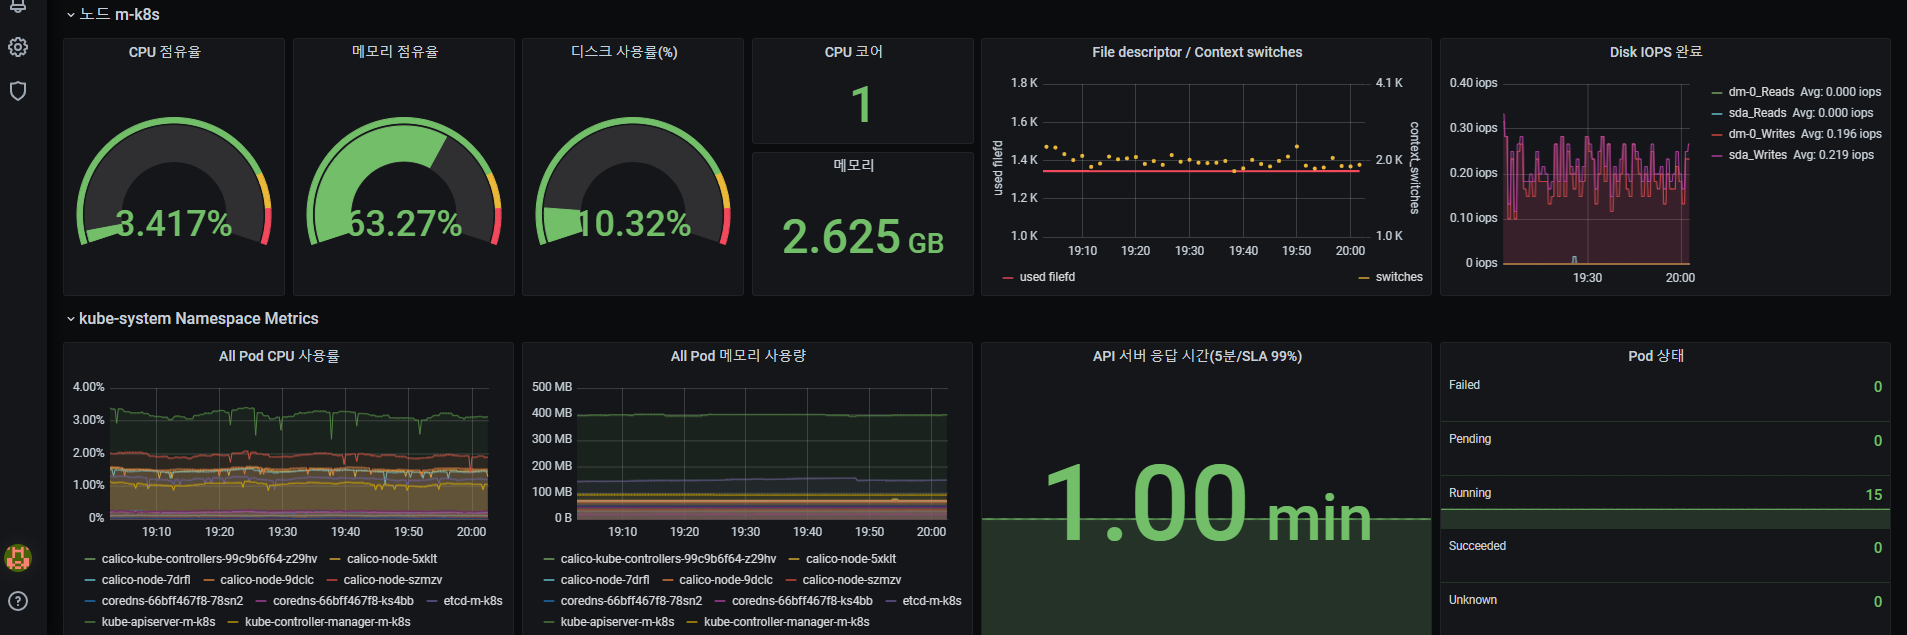 노드 m-k8s
CPU 점유율
3.417%
메모리 점유율
63.27%
디스크 사용률(%)
10.32%
CPU 코어
1
메모리
2.625 GB
File descriptor / Context switches
1.8 K
1.6 K
1.4 K
1.2 K
1.0 K
used filefd
4.1 K
2.0 K
1.0 K
context_switches
19:10 19:20 19:30 19:40 19:50 20:00
used filefd
switches
Disk IOPS 완료
0.40 iops
0.30 iops
0.20 iops
0.10 iops
0 iops
19:30 20:00
dm-0_Reads Avg: 0.000 iops
sda_Reads Avg: 0.000 iops
dm-0_Writes Avg: 0.196 iops
sda_Writes Avg: 0.219 iops
kube-system Namespace Metrics
All Pod CPU 사용률
4.00%
3.00%
2.00%
1.00%
0%
19:10 19:20 19:30 19:40 19:50 20:00
calico-kube-controllers-99c9b6f64-z29hv calico-node-5xklt
calico-node-7drfl calico-node-9dclc calico-node-szmzv
coredns-66bff467f8-78sn2 coredns-66bff467f8-ks4bb etcd-m-k8s
kube-apiserver-m-k8s kube-controller-manager-m-k8s
All Pod 메모리 사용량
500 MB
400 MB
300 MB
200 MB
100 MB
0 B
19:10 19:20 19:30 19:40 19:50 20:00
calico-kube-controllers-99c9b6f64-z29hv calico-node-5xklt
calico-node-7drfl calico-node-9dclc calico-node-szmzv
coredns-66bff467f8-78sn2 coredns-66bff467f8-ks4bb etcd-m-k8s
kube-apiserver-m-k8s kube-controller-manager-m-k8s
API 서버 응답 시간(5분/SLA 99%)
1.00 min
Pod 상태
Failed 0
Pending 0
Running 15
Succeeded 0
Unknown 0